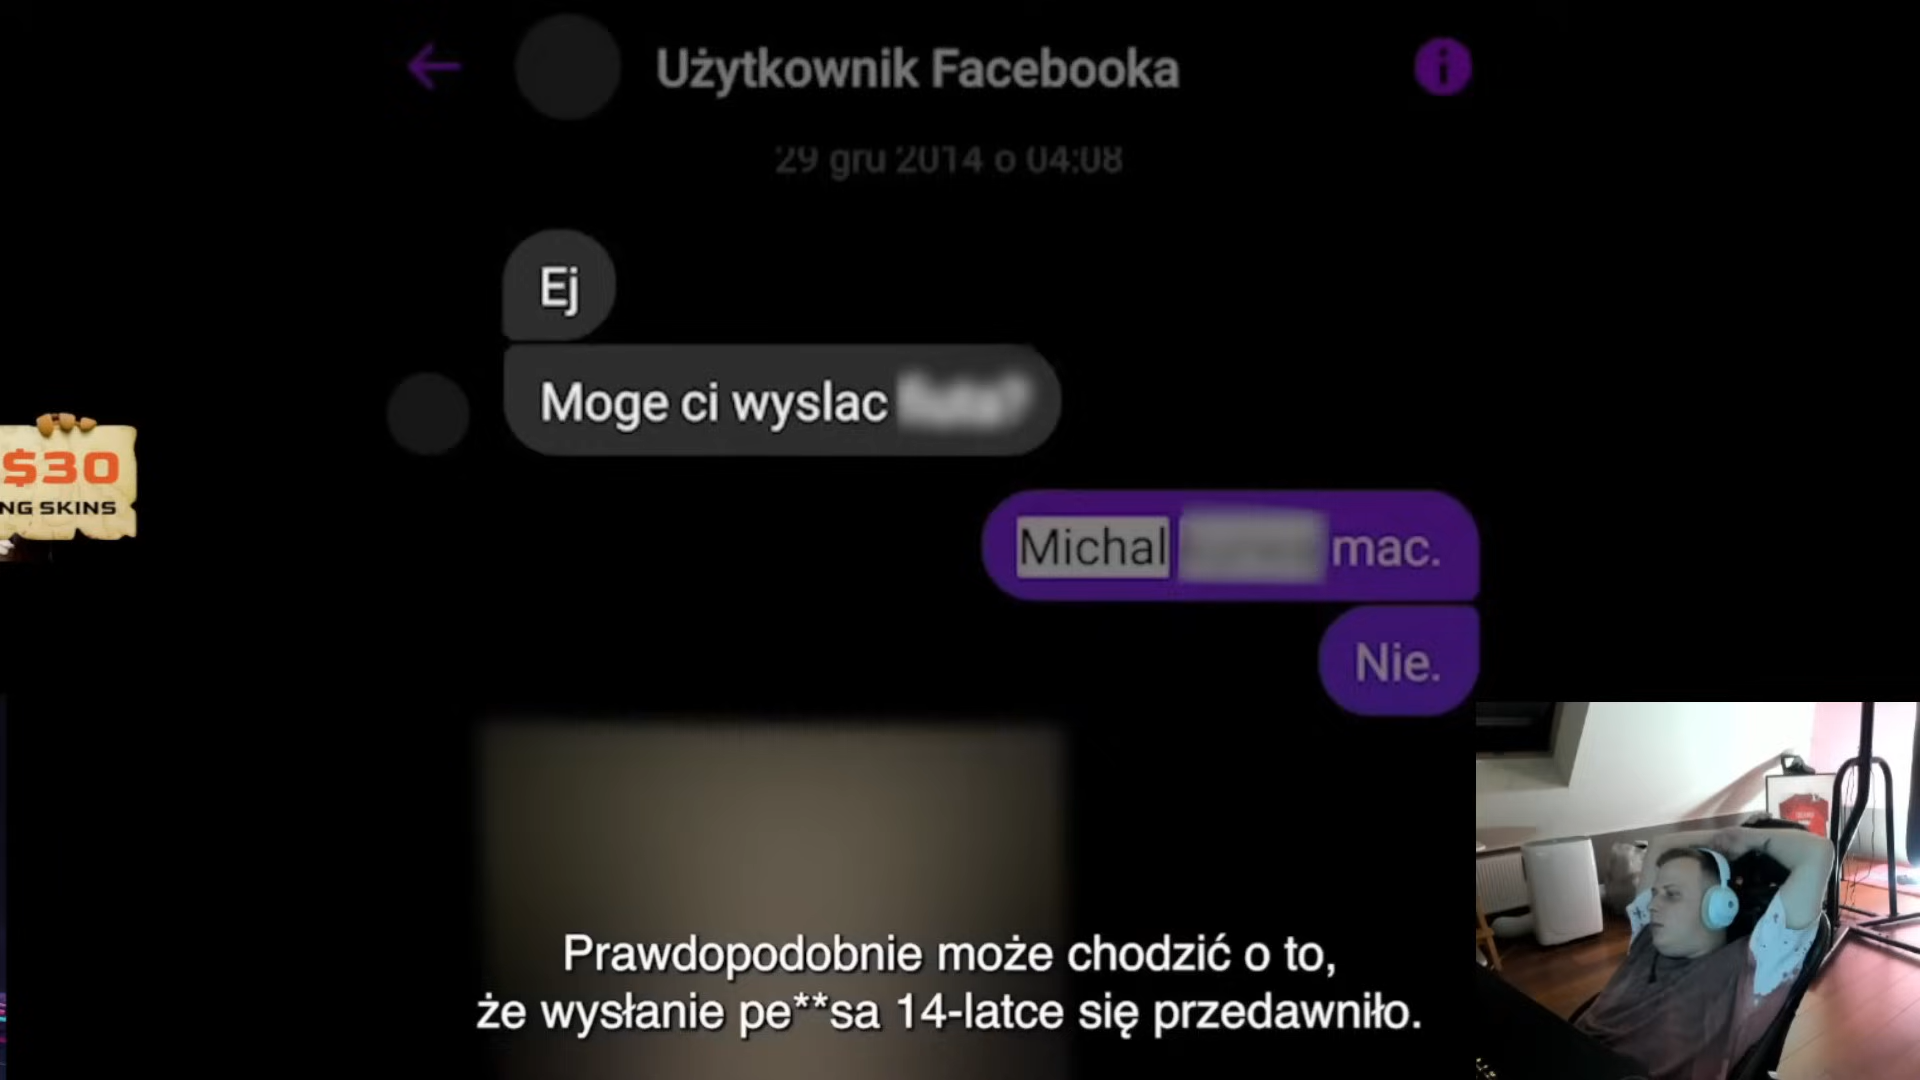 Użytkownik Facebooka
29 gru 2014 o 04:08
Ej
Moge ci wyslac
Michal mac.
Nie.
$30
NG SKINS
Prawdopodobnie może chodzić o to,
że wysłanie pe**sa 14-latce się przedawniło.